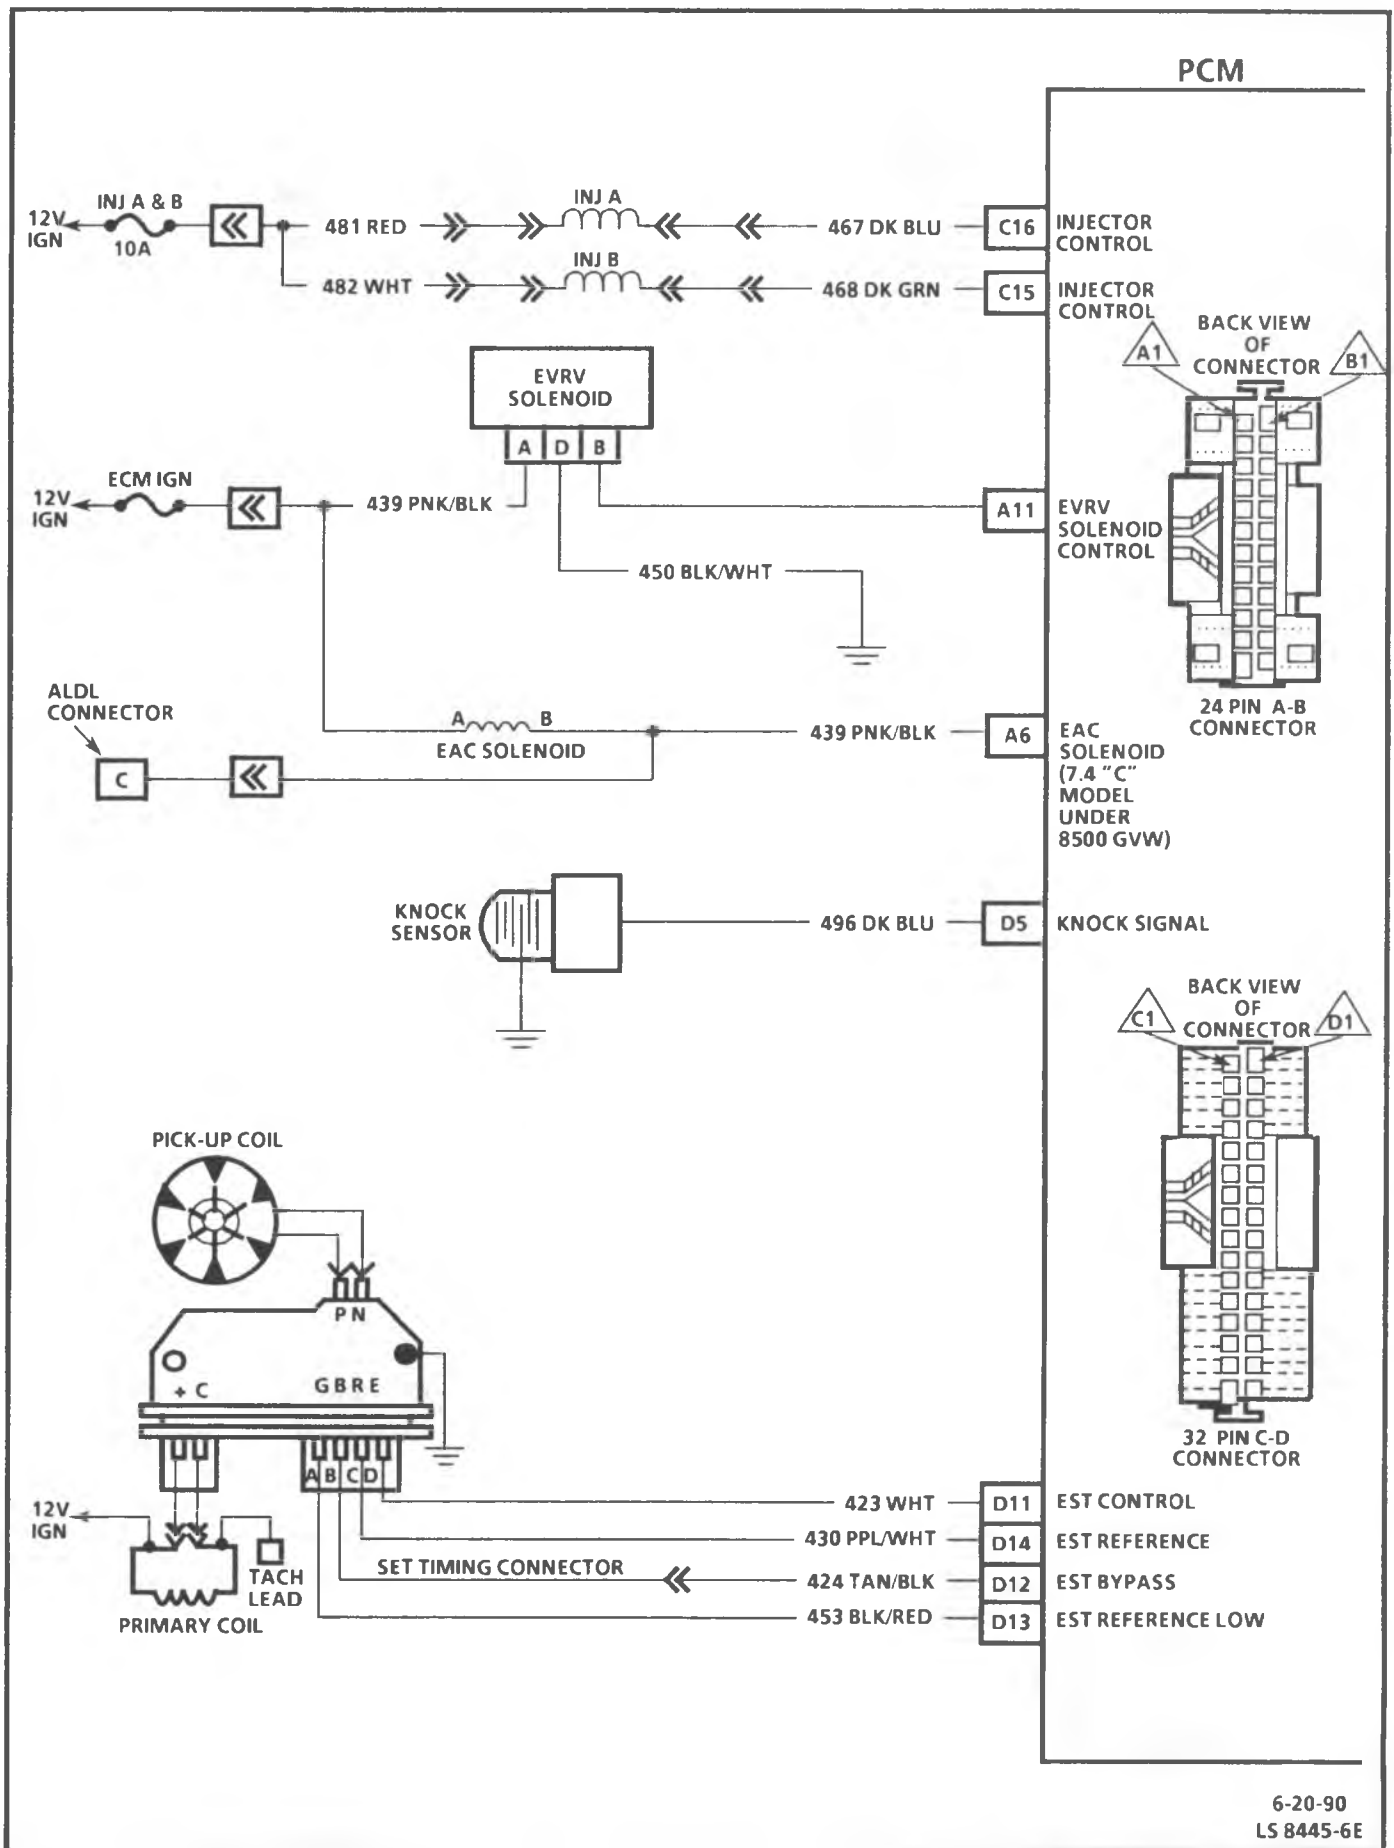 PCM
INJ A & B
12V
IGN
10A
481 RED
INJ A
467 DK BLU
C16
INJECTOR
CONTROL
482 WHT
INJ B
468 DK GRN
C15
INJECTOR
CONTROL
BACK VIEW
OF
CONNECTOR
A1
B1
EVRV
SOLENOID
A
D
B
ECM IGN
12V
IGN
439 PNK/BLK
A11
EVRV
SOLENOID
CONTROL
450 BLK/WHT
24 PIN A-B
CONNECTOR
ALDL
CONNECTOR
C
A
B
EAC SOLENOID
439 PNK/BLK
A6
EAC
SOLENOID
(7.4 "C"
MODEL
UNDER
8500 GVW)
KNOCK
SENSOR
496 DK BLU
D5
KNOCK SIGNAL
BACK VIEW
OF
CONNECTOR
C1
D1
32 PIN C-D
CONNECTOR
PICK-UP COIL
P N
+ C
G B R E
A B C D
12V
IGN
TACH
LEAD
PRIMARY COIL
423 WHT
D11
EST CONTROL
430 PPL/WHT
D14
EST REFERENCE
SET TIMING CONNECTOR
424 TAN/BLK
D12
EST BYPASS
453 BLK/RED
D13
EST REFERENCE LOW
6-20-90
LS 8445-6E